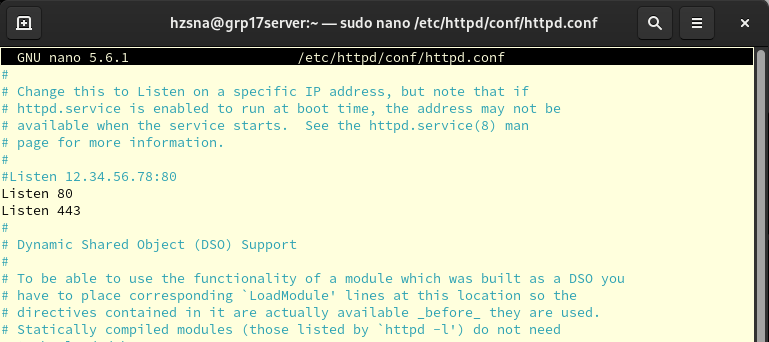 hzsna@grp17server:~ — sudo nano /etc/httpd/conf/httpd.conf
GNU nano 5.6.1 /etc/httpd/conf/httpd.conf
#
# Change this to Listen on a specific IP address, but note that if
# httpd.service is enabled to run at boot time, the address may not be
# available when the service starts.  See the httpd.service(8) man
# page for more information.
#
#Listen 12.34.56.78:80
Listen 80
Listen 443
#
# Dynamic Shared Object (DSO) Support
#
# To be able to use the functionality of a module which was built as a DSO you
# have to place corresponding `LoadModule' lines at this location so the
# directives contained in it are actually available _before_ they are used.
# Statically compiled modules (those listed by `httpd -l') do not need